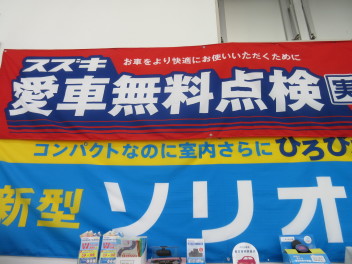 お車をより快適にお使いいただくために
スズキ
愛車無料点検 実
コンパクトなのに室内さらに ひろび
新型 ソリオ